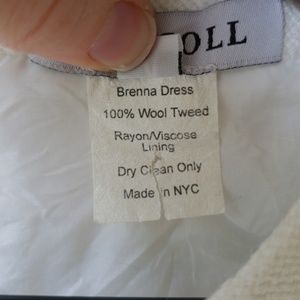 OLL
Brenna Dress
100% Wool Tweed
Rayon/Viscose
Lining
Dry Clean Only
Made in NYC